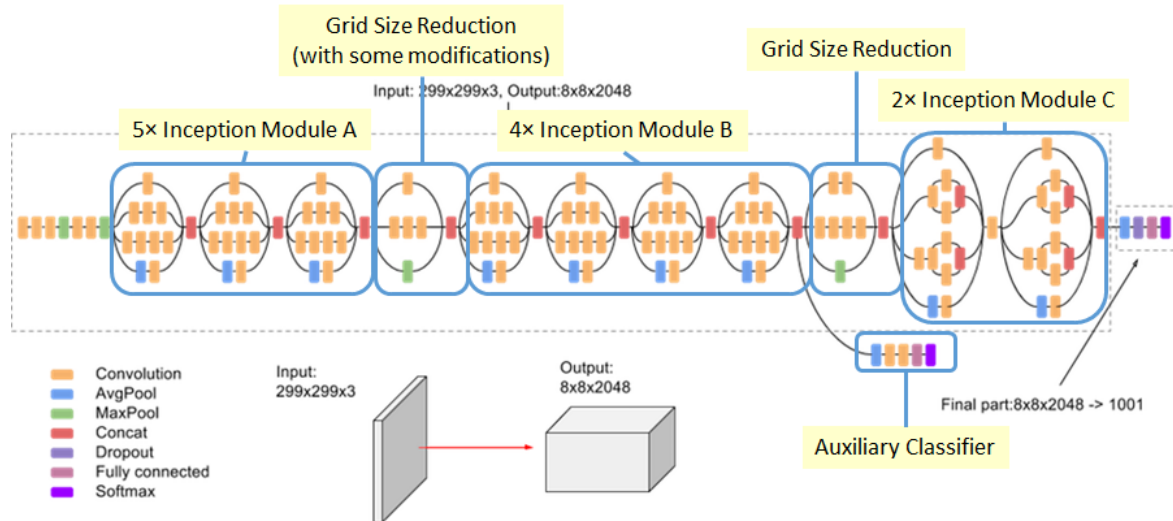 Grid Size Reduction
(with some modifications)
Grid Size Reduction
Input: 299x299x3, Output:8x8x2048
2× Inception Module C
5× Inception Module A
4× Inception Module B
Convolution
AvgPool
MaxPool
Concat
Dropout
Fully connected
Softmax
Input:
299x299x3
Output:
8x8x2048
Final part:8x8x2048 -> 1001
Auxiliary Classifier